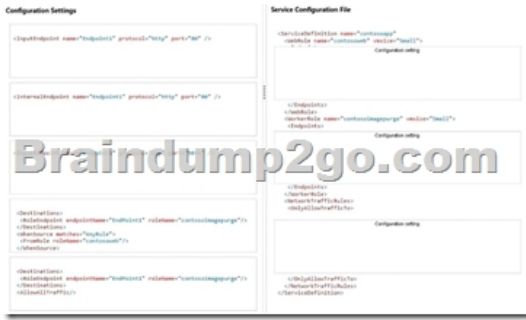 Configuration Settings
<InputEndpoint name="Endpoint1" protocol="http" port="80" />
<InternalEndpoint name="Endpoint1" protocol="http" port="80" />
<Destinations>
<RoleEndpoint endpointName="EndPoint1" roleName="contosoimagepurge"/>
</Destinations>
<WhenSource matches="AnyRule">
<FromRole roleName="contosoweb"/>
</WhenSource>
<Destinations>
<RoleEndpoint endpointName="EndPoint1" roleName="contosoimagepurge"/>
</Destinations>
<AllowAllTraffic/>
Service Configuration File
<ServiceDefinition name="contosoapp"
<WebRole name="contosoweb" vmsize="Small">
Configuration setting
</Endpoints>
</WebRole>
<WorkerRole name="contosoimagepurge" vmsize="Small">
<Endpoints>
Configuration setting
</Endpoints>
</WorkerRole>
<NetworkTrafficRules>
<OnlyAllowTrafficTo>
Configuration setting
</OnlyAllowTrafficTo>
</NetworkTrafficRules>
</ServiceDefinition>
Braindump2go.com